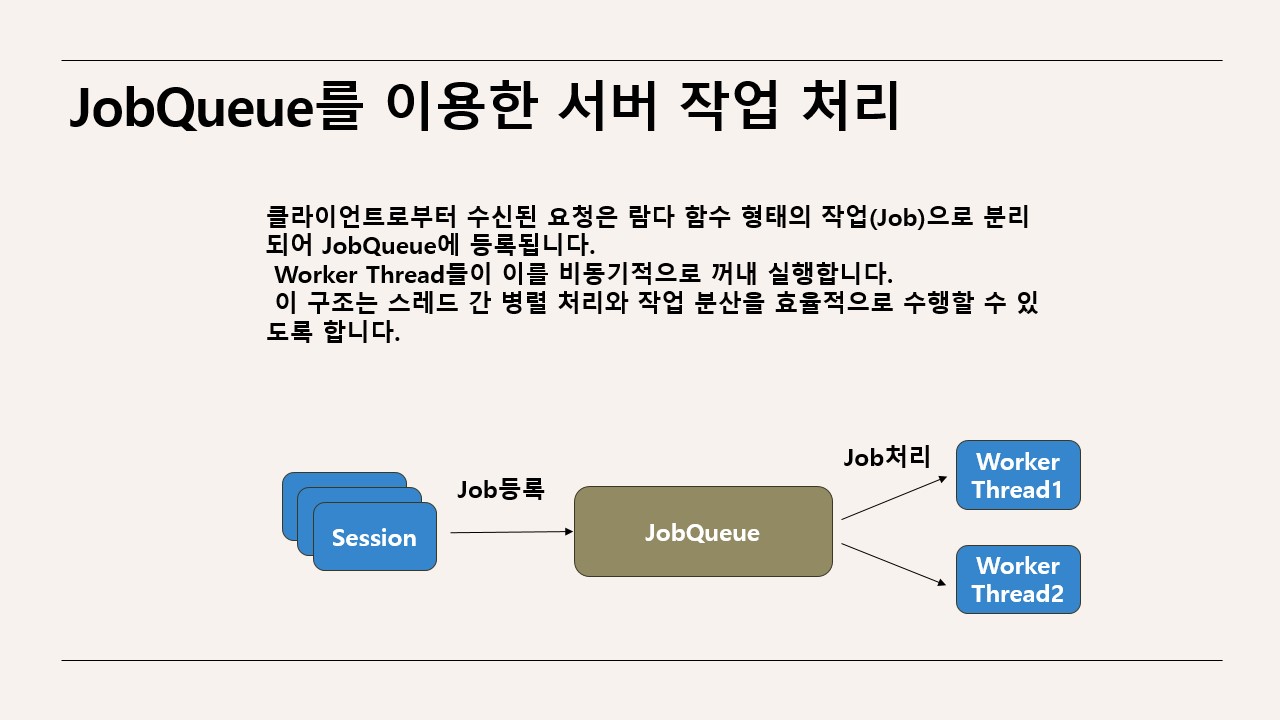 JobQueue를 이용한 서버 작업 처리
클라이언트로부터 수신된 요청은 람다 함수 형태의 작업(Job)으로 분리
되어 JobQueue에 등록됩니다.
Worker Thread들이 이를 비동기적으로 꺼내 실행합니다.
이 구조는 스레드 간 병렬 처리와 작업 분산을 효율적으로 수행할 수 있
도록 합니다.
Session
Job등록
JobQueue
Job처리
Worker
Thread1
Worker
Thread2